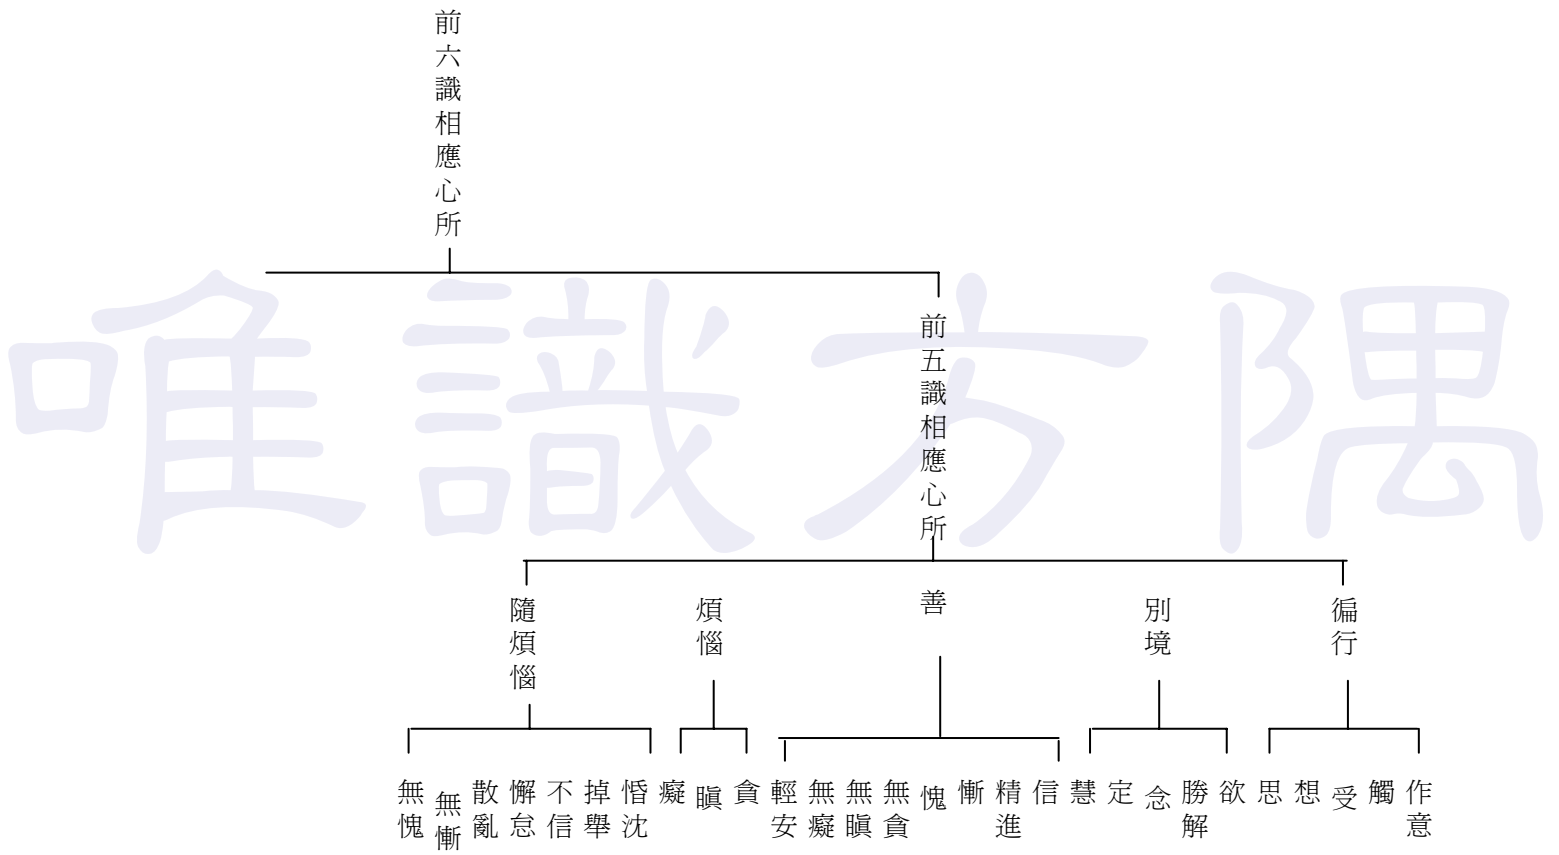 前六識相應心所
前五識相應心所
徧行
別境
善
煩惱
隨煩惱
作意
觸
受
想
思
欲
勝解
念
定
慧
信
精進
慚
愧
無貪
無瞋
無癡
輕安
貪
瞋
癡
惛沈
掉舉
不信
懈怠
散亂
無慚
無愧
唯識方隅